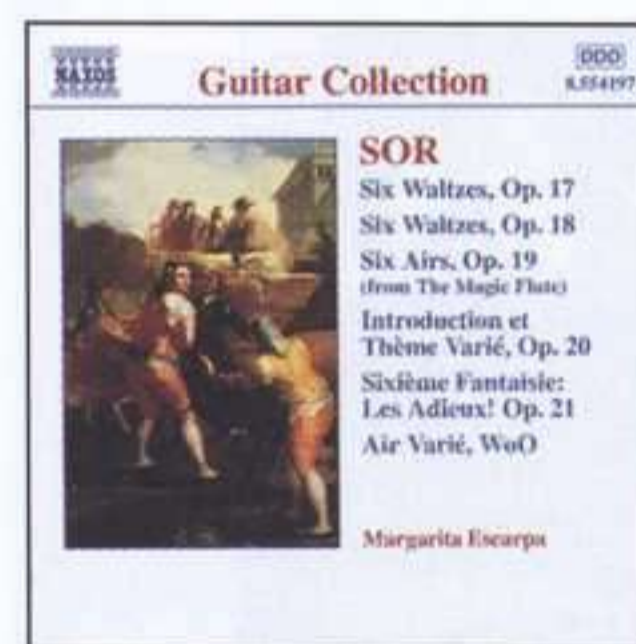 NAXOS
Guitar Collection
DDD
8.554197
SOR
Six Waltzes, Op. 17
Six Waltzes, Op. 18
Six Airs, Op. 19
(from The Magic Flute)
Introduction et
Thème Varié, Op. 20
Sixième Fantaisie:
Les Adieux! Op. 21
Air Varié, WoO
Margarita Escarpa